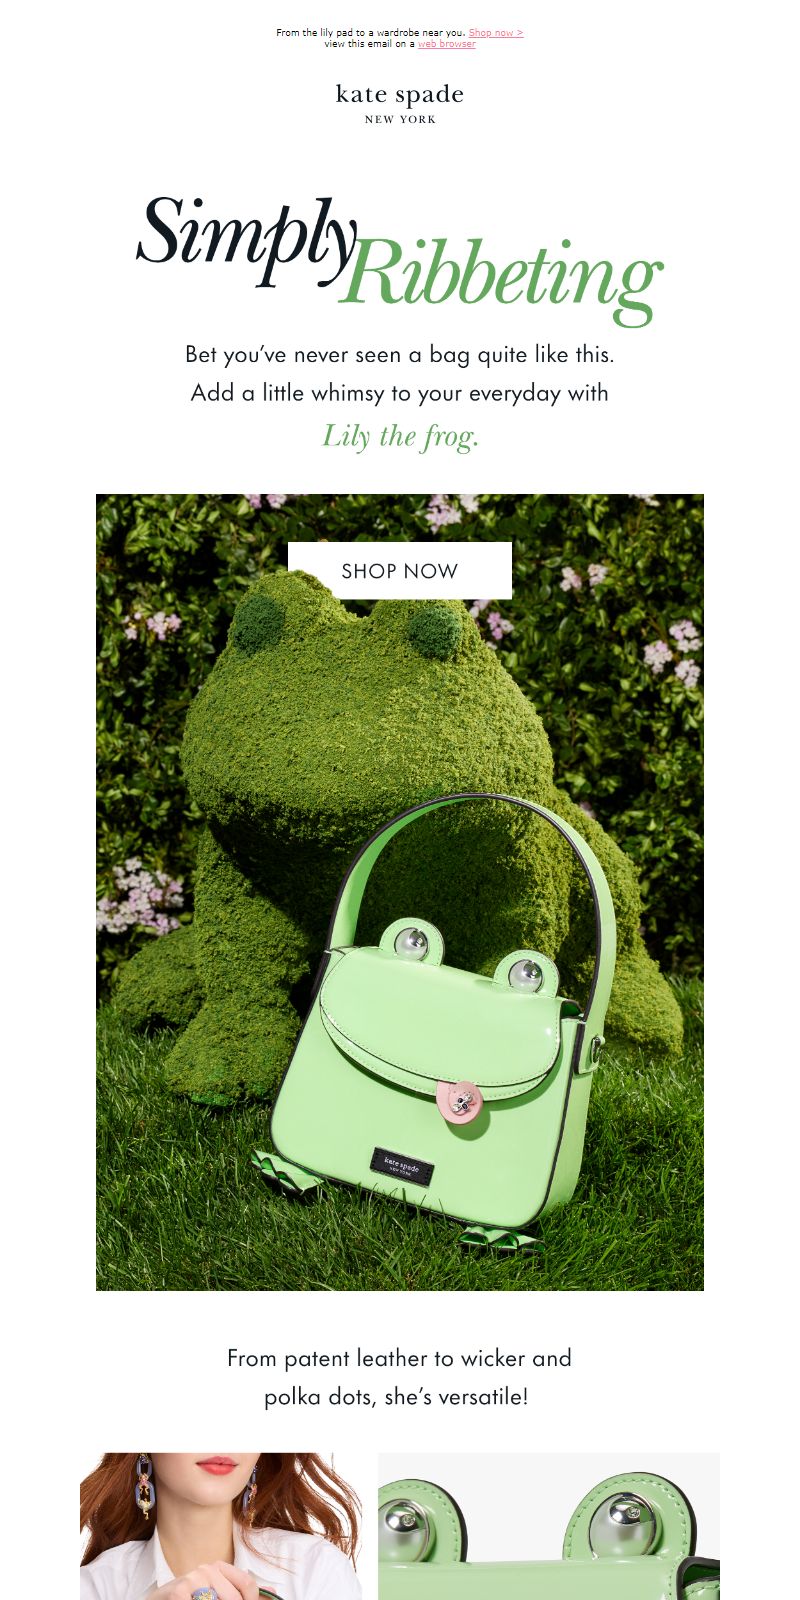 From the lily pad to a wardrobe near you. Shop now >
view this email on a web browser
kate spade
NEW YORK
Simply
Ribbeting
Bet you’ve never seen a bag quite like this.
Add a little whimsy to your everyday with
Lily the frog.
SHOP NOW
kate spade
NEW YORK
From patent leather to wicker and
polka dots, she’s versatile!